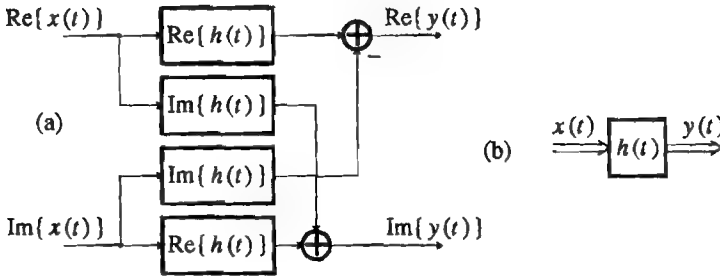 Re{x(t)} Re{h(t)} Re{y(t)}
−
Im{h(t)}
(a)
Im{h(t)}
Im{x(t)} Re{h(t)} Im{y(t)}
(b) x(t) h(t) y(t)